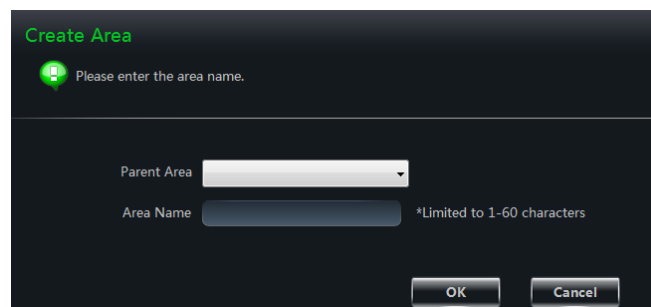 Create Area
Please enter the area name.
Parent Area
Area Name *Limited to 1-60 characters
OK Cancel